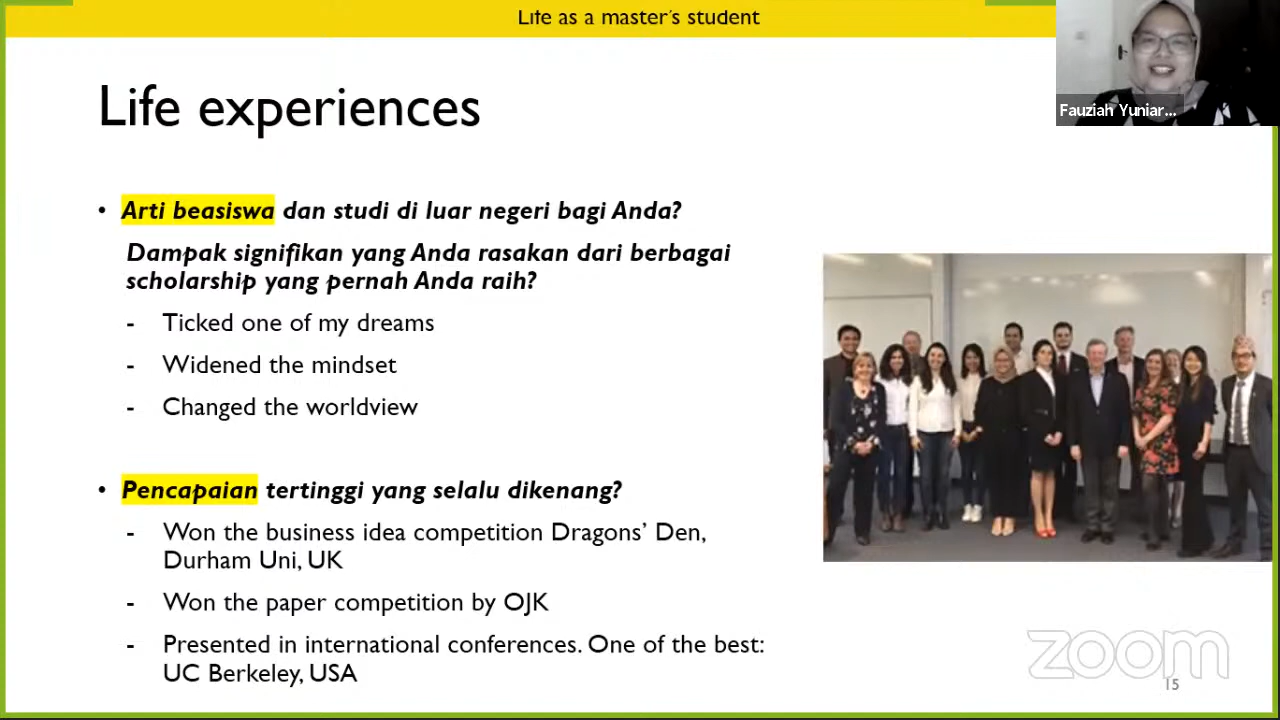 Life as a master's student
Fauziah Yuniar...
Life experiences
• Arti beasiswa dan studi di luar negeri bagi Anda?
Dampak signifikan yang Anda rasakan dari berbagai
scholarship yang pernah Anda raih?
- Ticked one of my dreams
- Widened the mindset
- Changed the worldview
• Pencapaian tertinggi yang selalu dikenang?
- Won the business idea competition Dragons’ Den,
Durham Uni, UK
- Won the paper competition by OJK
- Presented in international conferences. One of the best:
UC Berkeley, USA
zoom
15